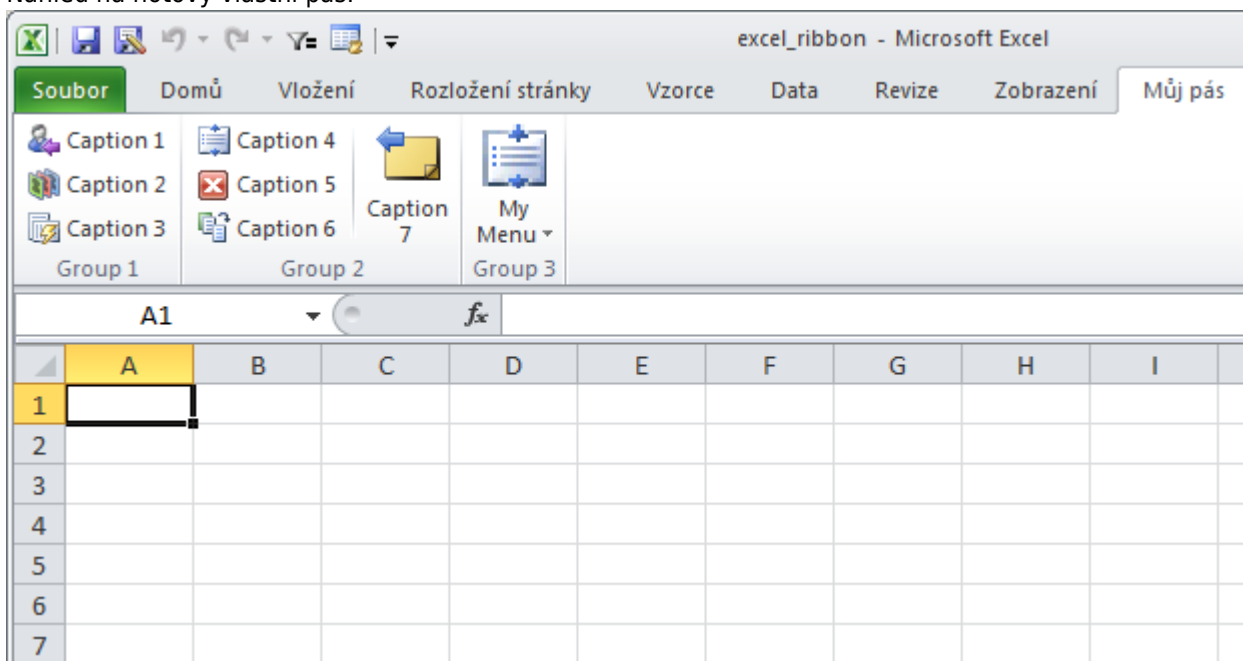 Náhled na hotový vlastní pás:
excel_ribbon - Microsoft Excel
Soubor Domů Vložení Rozložení stránky Vzorce Data Revize Zobrazení Můj pás
Caption 1 Caption 4
Caption 2 Caption 5
Caption 3 Caption 6
Caption
7
My
Menu
Group 1 Group 2 Group 3
A1 fx
A B C D E F G H I
1
2
3
4
5
6
7